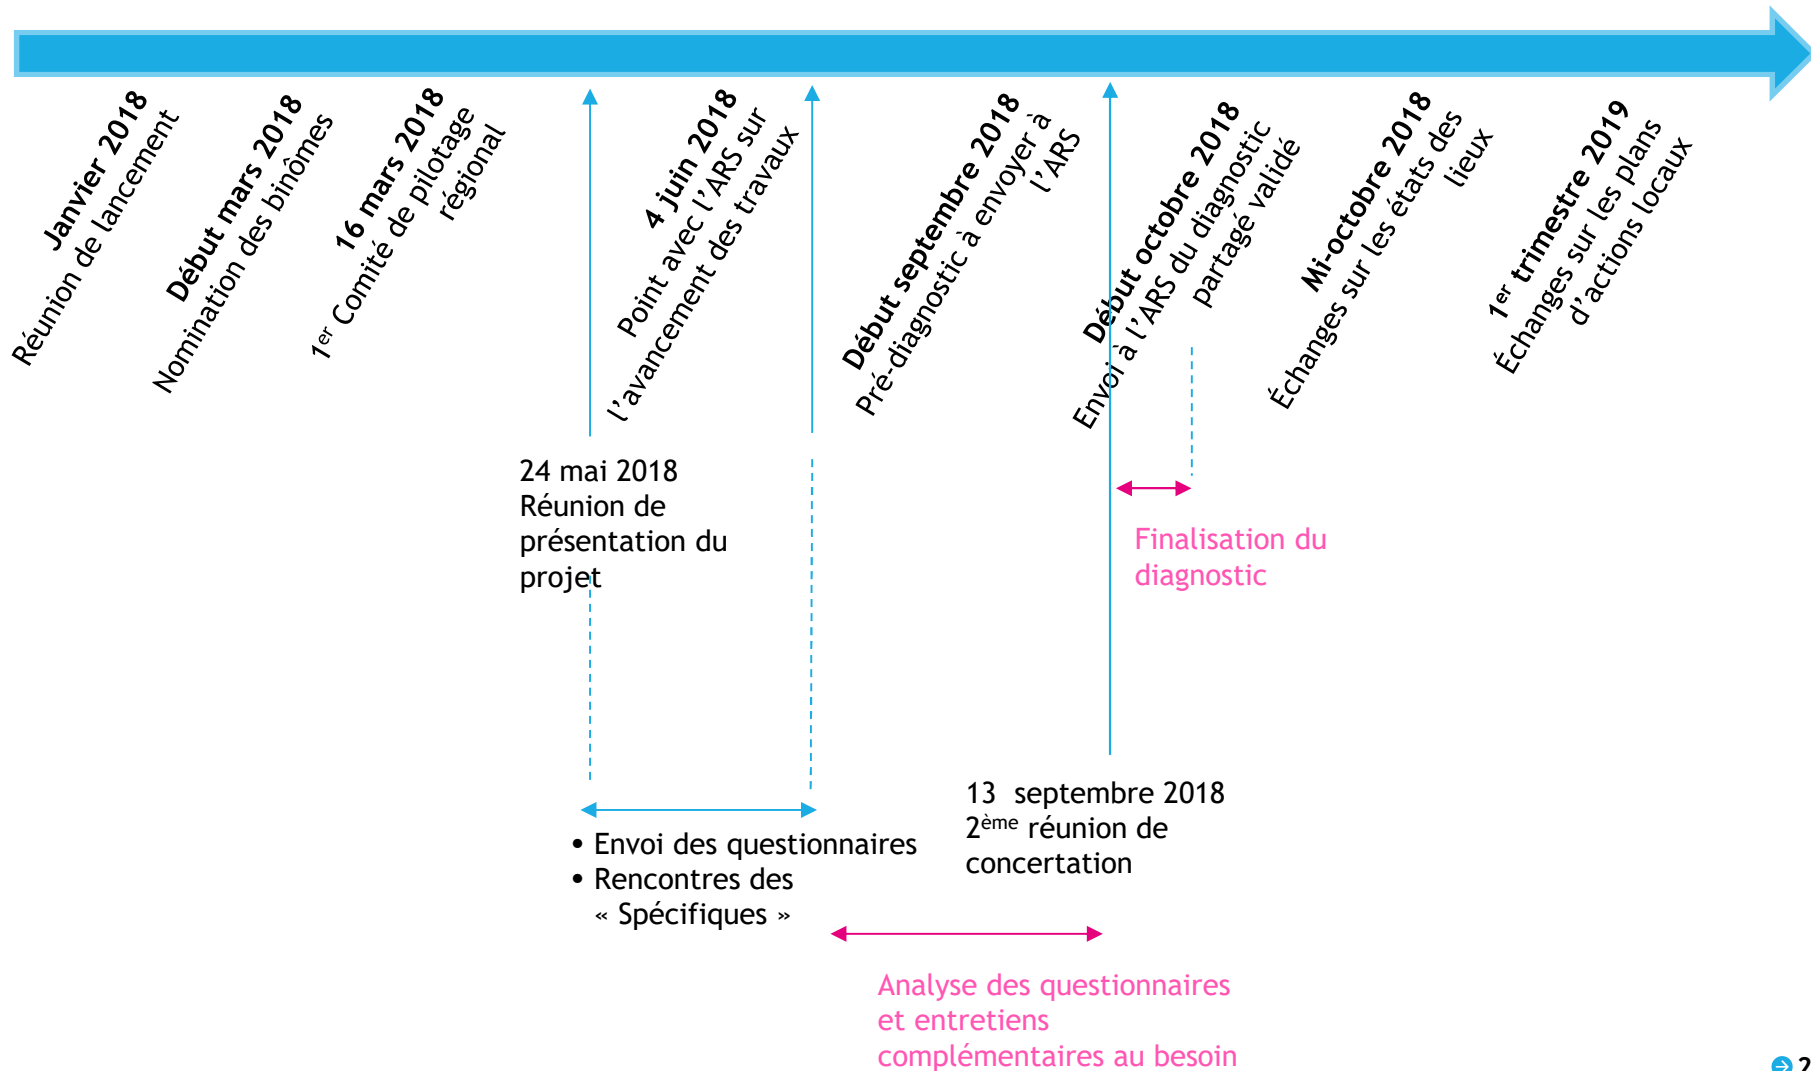 Janvier 2018
Réunion de lancement
Début mars 2018
Nomination des binômes
16 mars 2018
1er Comité de pilotage
régional
4 juin 2018
Point avec l’ARS sur
l’avancement des travaux
Début septembre 2018
Pré-diagnostic à envoyer à
l’ARS
Début octobre 2018
Envoi à l’ARS du diagnostic
partagé validé
Mi-octobre 2018
Échanges sur les états des
lieux
1er trimestre 2019
Échanges sur les plans
d’actions locaux
24 mai 2018
Réunion de
présentation du
projet
Finalisation du
diagnostic
13 septembre 2018
2ème réunion de
concertation
• Envoi des questionnaires
• Rencontres des
« Spécifiques »
Analyse des questionnaires
et entretiens
complémentaires au besoin
2